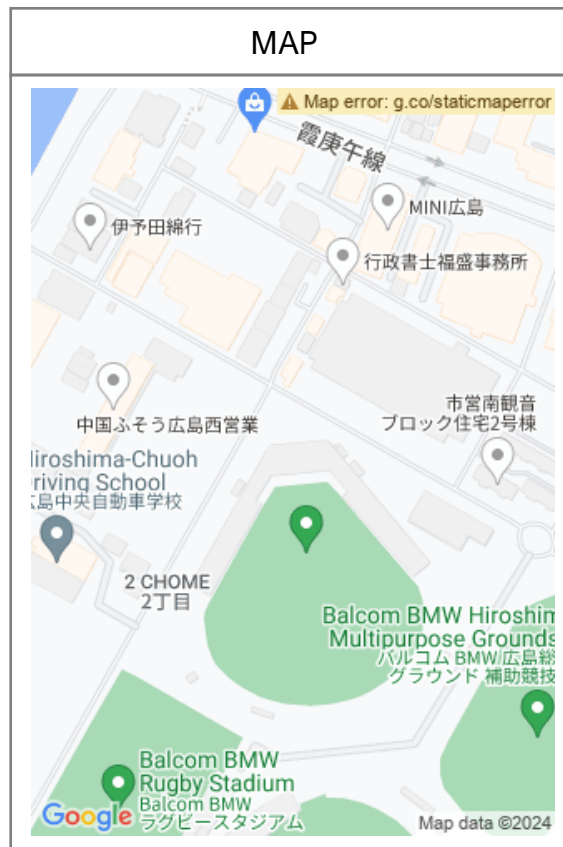 MAP
Map error: g.co/staticmaperror
霞庚午線
MINI広島
伊予田綿行
行政書士福盛事務所
市営南観音
ブロック住宅2号棟
中国ふそう広島西営業
Hiroshima-Chuoh
Driving School
広島中央自動車学校
2 CHOME
2丁目
Balcom BMW Hiroshim
Multipurpose Grounds
バルコム BMW 広島総
グラウンド 補助競技
Balcom BMW
Rugby Stadium
Balcom BMW
ラグビースタジアム
Google
Map data ©2024